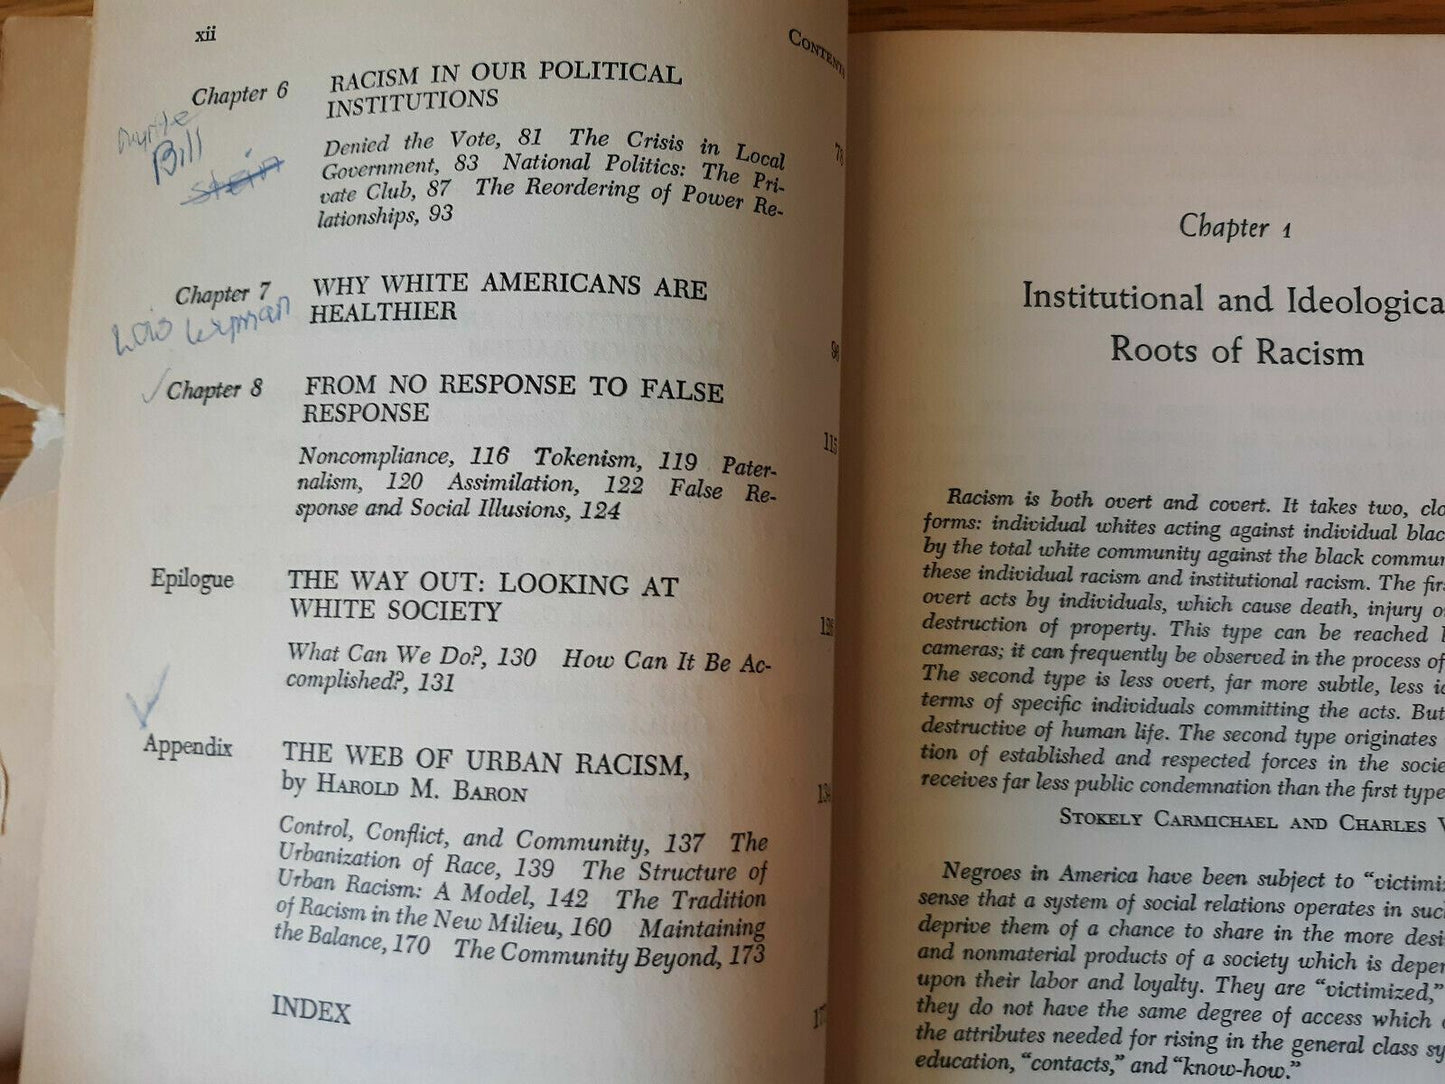 xii
CONTENTS
Chapter 6
RACISM IN OUR POLITICAL
INSTITUTIONS
78
Bill
Stein
Denied the Vote, 81 The Crisis in Local
Government, 83 National Politics: The Pri-
vate Club, 87 The Reordering of Power Re-
lationships, 93
Chapter 7
WHY WHITE AMERICANS ARE
HEALTHIER
Lois
Chapter 8
FROM NO RESPONSE TO FALSE
RESPONSE
115
Noncompliance, 116 Tokenism, 119 Pater-
nalism, 120 Assimilation, 122 False Re-
sponse and Social Illusions, 124
Epilogue
THE WAY OUT: LOOKING AT
WHITE SOCIETY
What Can We Do?, 130 How Can It Be Ac-
complished?, 131
Appendix
THE WEB OF URBAN RACISM,
by HAROLD M. BARON
134
Control, Conflict, and Community, 137 The
Urbanization of Race, 139 The Structure of
Urban Racism: A Model, 142 The Tradition
of Racism in the New Milieu, 160 Maintaining
the Balance, 170 The Community Beyond, 173
INDEX
Chapter 1
Institutional and Ideologica
Roots of Racism
Racism is both overt and covert. It takes two, clo
forms: individual whites acting against individual blac
by the total white community against the black commun
these individual racism and institutional racism. The fir
overt acts by individuals, which cause death, injury o
destruction of property. This type can be reached
cameras; it can frequently be observed in the process of
The second type is less overt, far more subtle, less i
terms of specific individuals committing the acts. But
destructive of human life. The second type originates
tion of established and respected forces in the socie
receives far less public condemnation than the first type
STOKELY CARMICHAEL AND CHARLES
Negroes in America have been subject to “victimi
sense that a system of social relations operates in suc
deprive them of a chance to share in the more desi
and nonmaterial products of a society which is depen
upon their labor and loyalty. They are “victimized,”
they do not have the same degree of access which
the attributes needed for rising in the general class sy
education, “contacts,” and “know-how.”